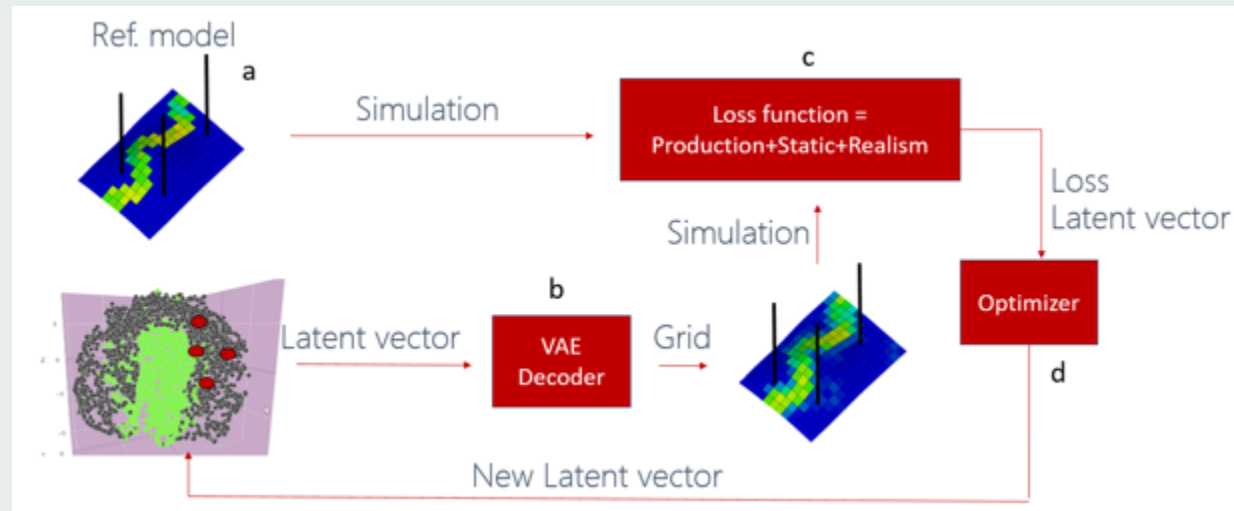 Ref. model
a
c
Simulation
Loss function =
Production+Static+Realism
Loss
Latent vector
Simulation
b
Latent vector
VAE
Decoder
Grid
Optimizer
d
New Latent vector